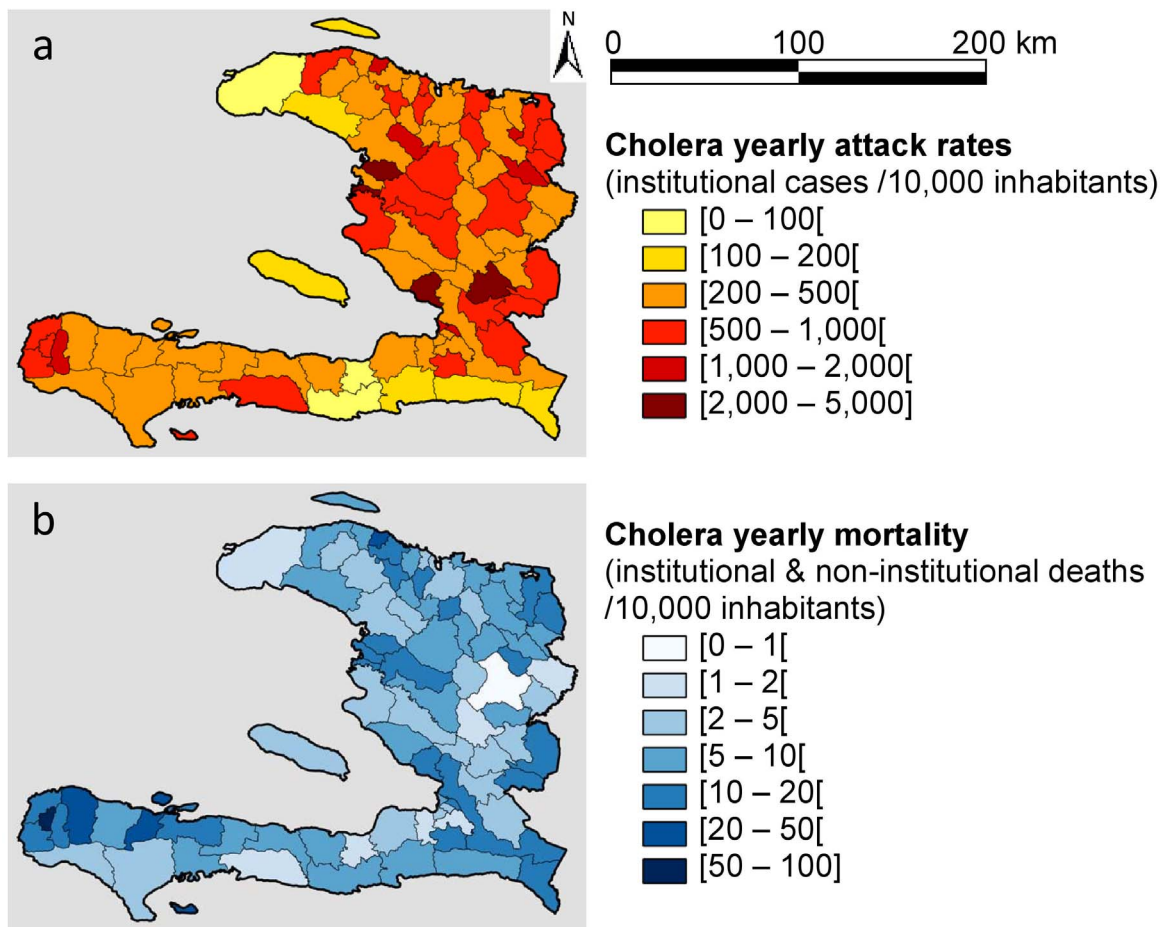 a
N
0 100 200 km
Cholera yearly attack rates
(institutional cases /10,000 inhabitants)
[0 – 100[
[100 – 200[
[200 – 500[
[500 – 1,000[
[1,000 – 2,000[
[2,000 – 5,000]
b
Cholera yearly mortality
(institutional & non-institutional deaths
/10,000 inhabitants)
[0 – 1[
[1 – 2[
[2 – 5[
[5 – 10[
[10 – 20[
[20 – 50[
[50 – 100]